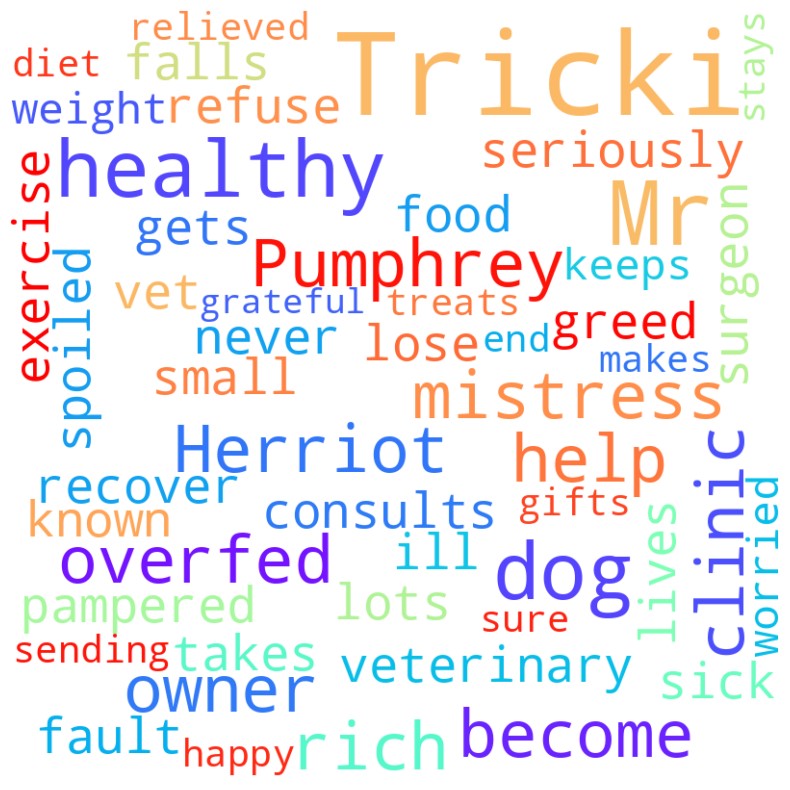 relieved
Tricki
stays
diet
falls
weight
refuse
healthy
seriously
exercise
gets
food
Mr
surgeon
Pumphrey
keeps
spoiled
vet
grateful
treats
never
lose
end
greed
makes
small
mistress
Herriot
help
clinic
recover
consults
gifts
known
worried
overfed
ill
dog
lives
pampered
lots
sure
sending
takes
veterinary
sick
owner
fault
happy
rich
become